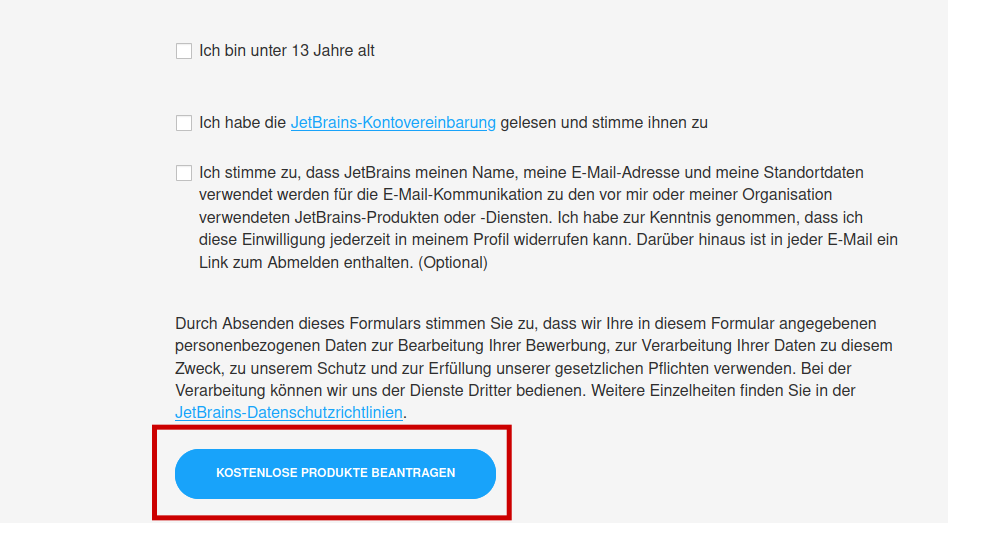 Ich bin unter 13 Jahre alt
Ich habe die JetBrains-Kontovereinbarung gelesen und stimme ihnen zu
Ich stimme zu, dass JetBrains meinen Name, meine E-Mail-Adresse und meine Standortdaten
verwendet werden für die E-Mail-Kommunikation zu den vor mir oder meiner Organisation
verwendeten JetBrains-Produkten oder -Diensten. Ich habe zur Kenntnis genommen, dass ich
diese Einwilligung jederzeit in meinem Profil widerrufen kann. Darüber hinaus ist in jeder E-Mail ein
Link zum Abmelden enthalten. (Optional)
Durch Absenden dieses Formulars stimmen Sie zu, dass wir Ihre in diesem Formular angegebenen
personenbezogenen Daten zur Bearbeitung Ihrer Bewerbung, zur Verarbeitung Ihrer Daten zu diesem
Zweck, zu unserem Schutz und zur Erfüllung unserer gesetzlichen Pflichten verwenden. Bei der
Verarbeitung können wir uns der Dienste Dritter bedienen. Weitere Einzelheiten finden Sie in der
JetBrains-Datenschutzrichtlinien.
KOSTENLOSE PRODUKTE BEANTRAGEN